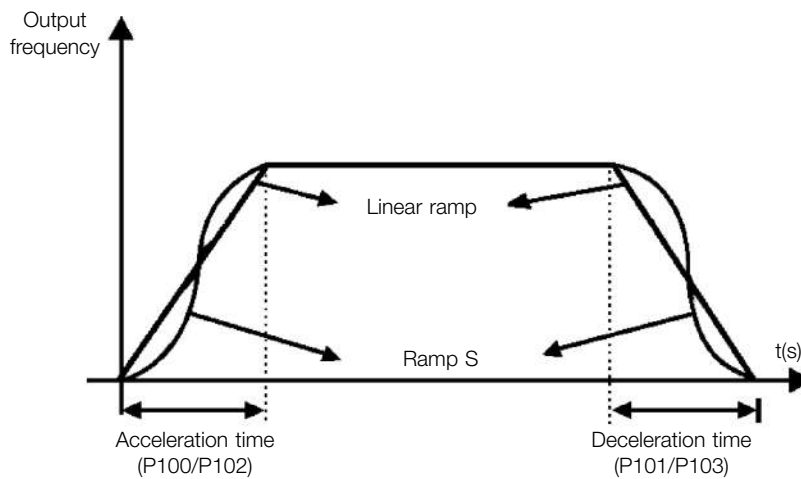 Output
frequency
Linear ramp
Ramp S
t(s)
Acceleration time
(P100/P102)
Deceleration time
(P101/P103)